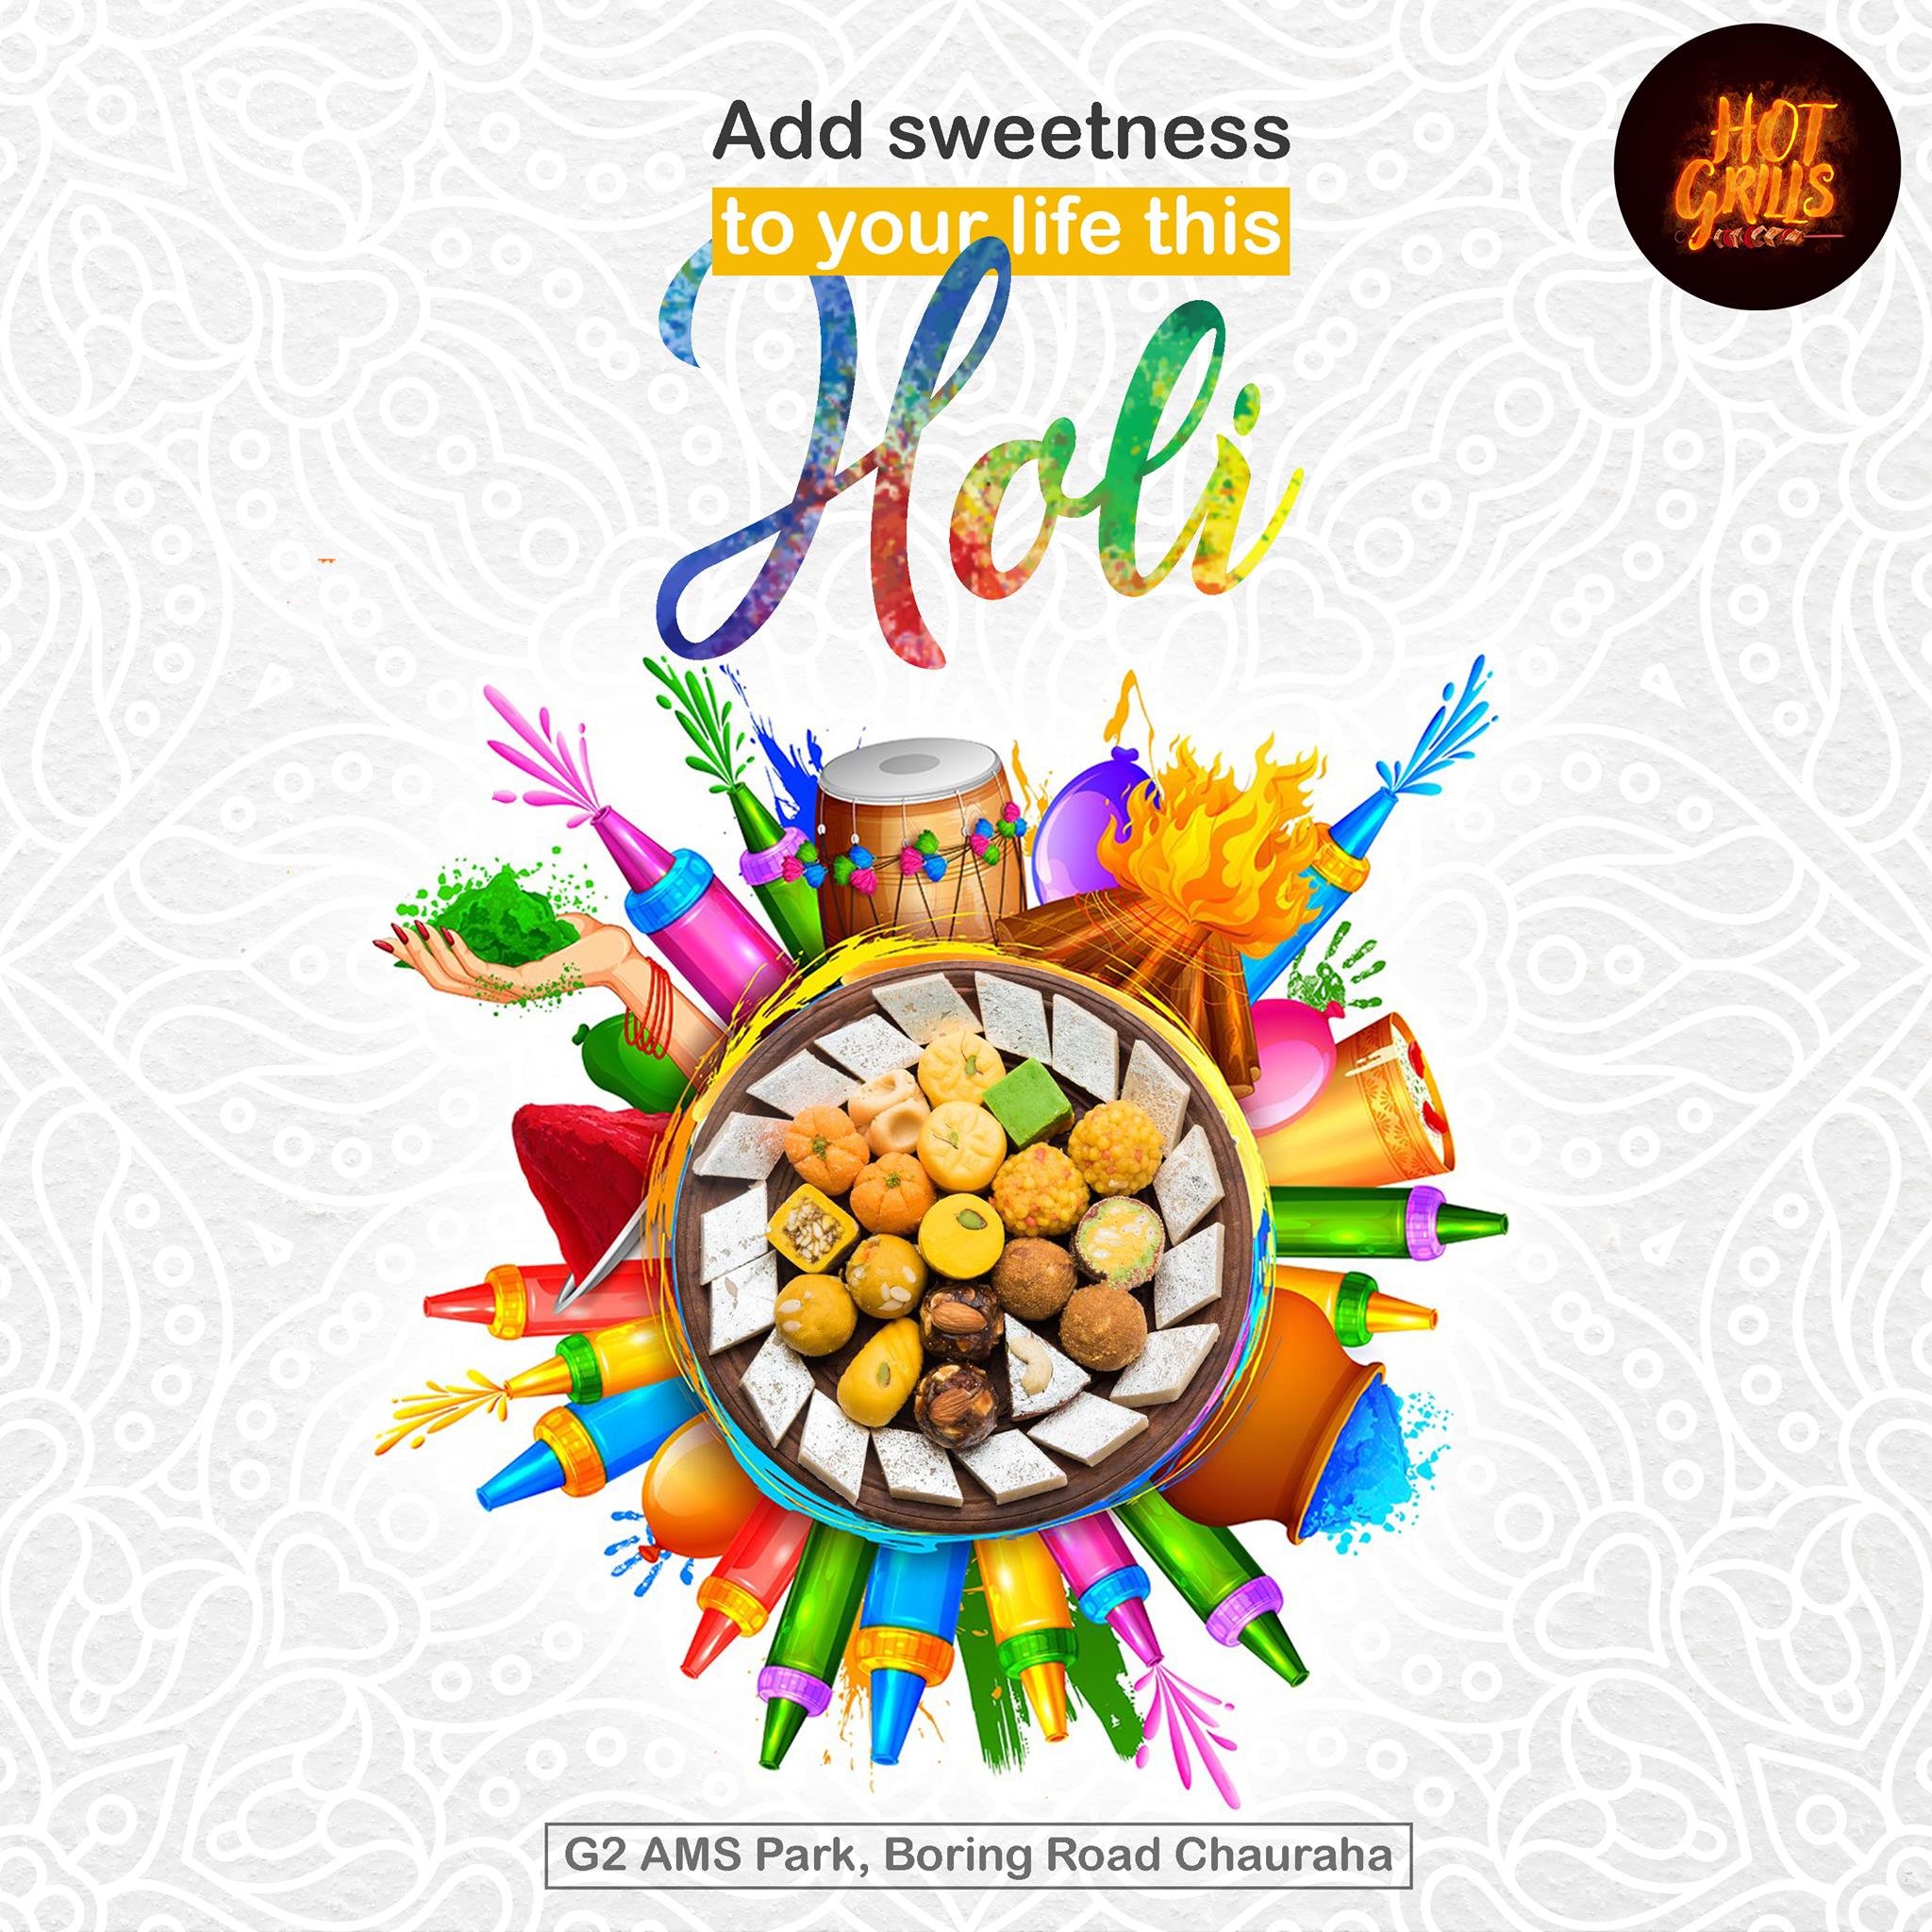 Add sweetness
to your life this
Holi
HOT
GRILLS
G2 AMS Park, Boring Road Chauraha